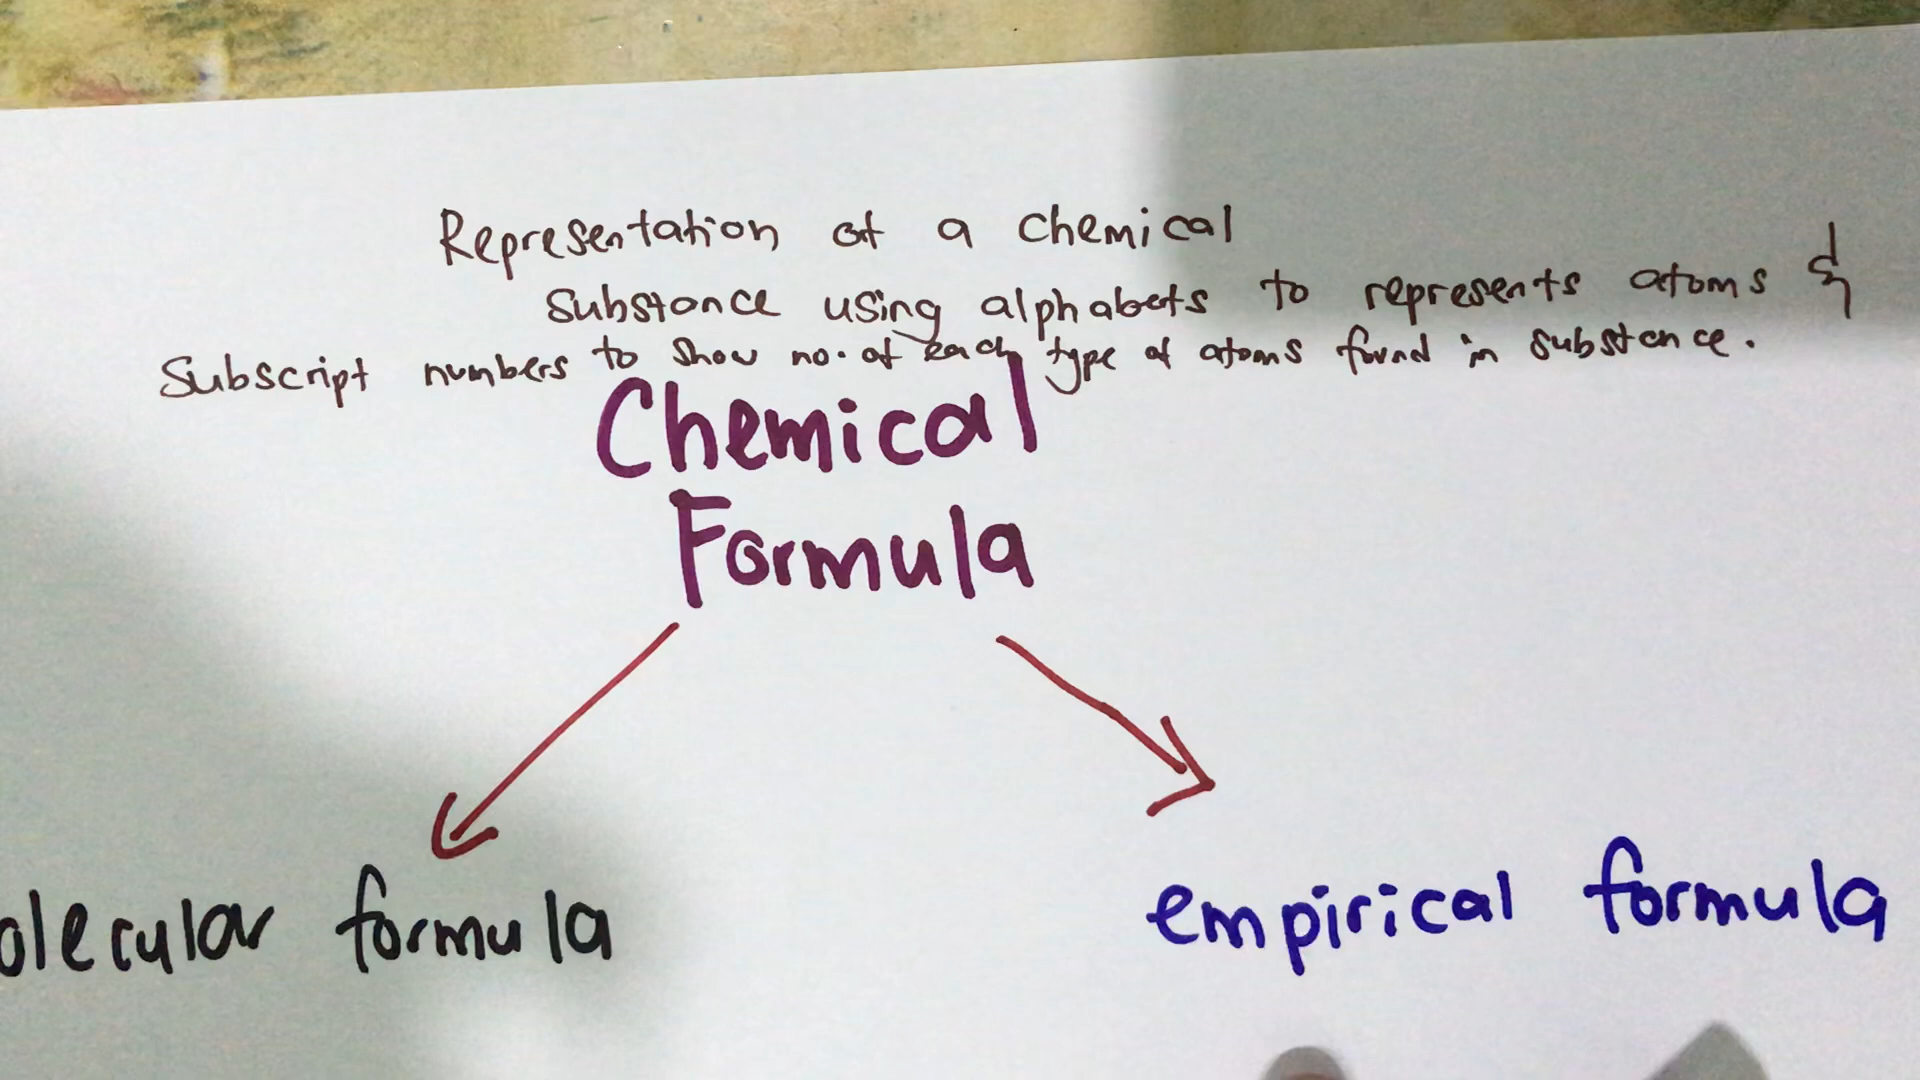 Representation of a chemical
Substance using alphabets to represents atoms &
Subscript numbers to show no. of each type of atoms found in substance.
Chemical
Formula
olecular formula
empirical formula